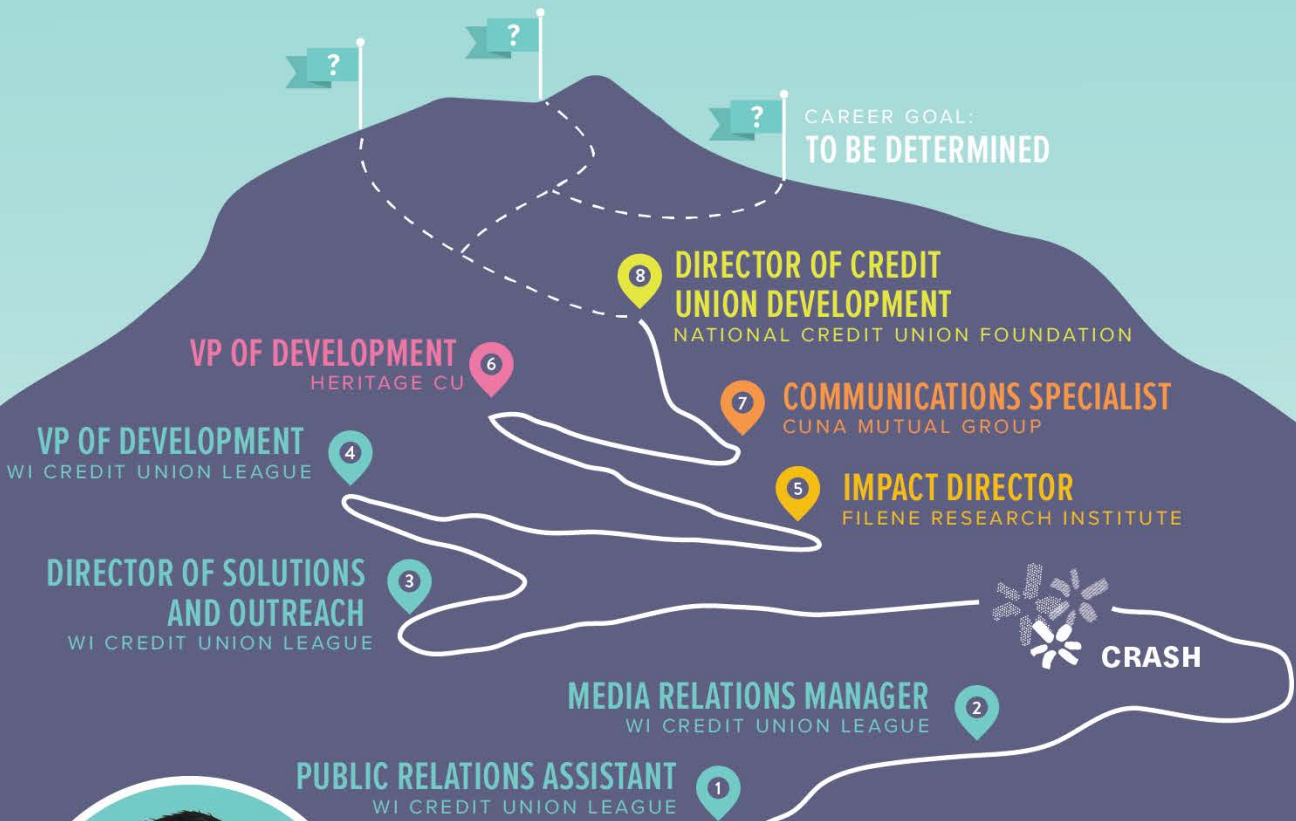 ?
?
?
CAREER GOAL:
TO BE DETERMINED
8
DIRECTOR OF CREDIT
UNION DEVELOPMENT
NATIONAL CREDIT UNION FOUNDATION
VP OF DEVELOPMENT
HERITAGE CU
6
7
COMMUNICATIONS SPECIALIST
CUNA MUTUAL GROUP
VP OF DEVELOPMENT
WI CREDIT UNION LEAGUE
4
5
IMPACT DIRECTOR
FILENE RESEARCH INSTITUTE
DIRECTOR OF SOLUTIONS
AND OUTREACH
WI CREDIT UNION LEAGUE
3
CRASH
MEDIA RELATIONS MANAGER
WI CREDIT UNION LEAGUE
2
PUBLIC RELATIONS ASSISTANT
WI CREDIT UNION LEAGUE
1